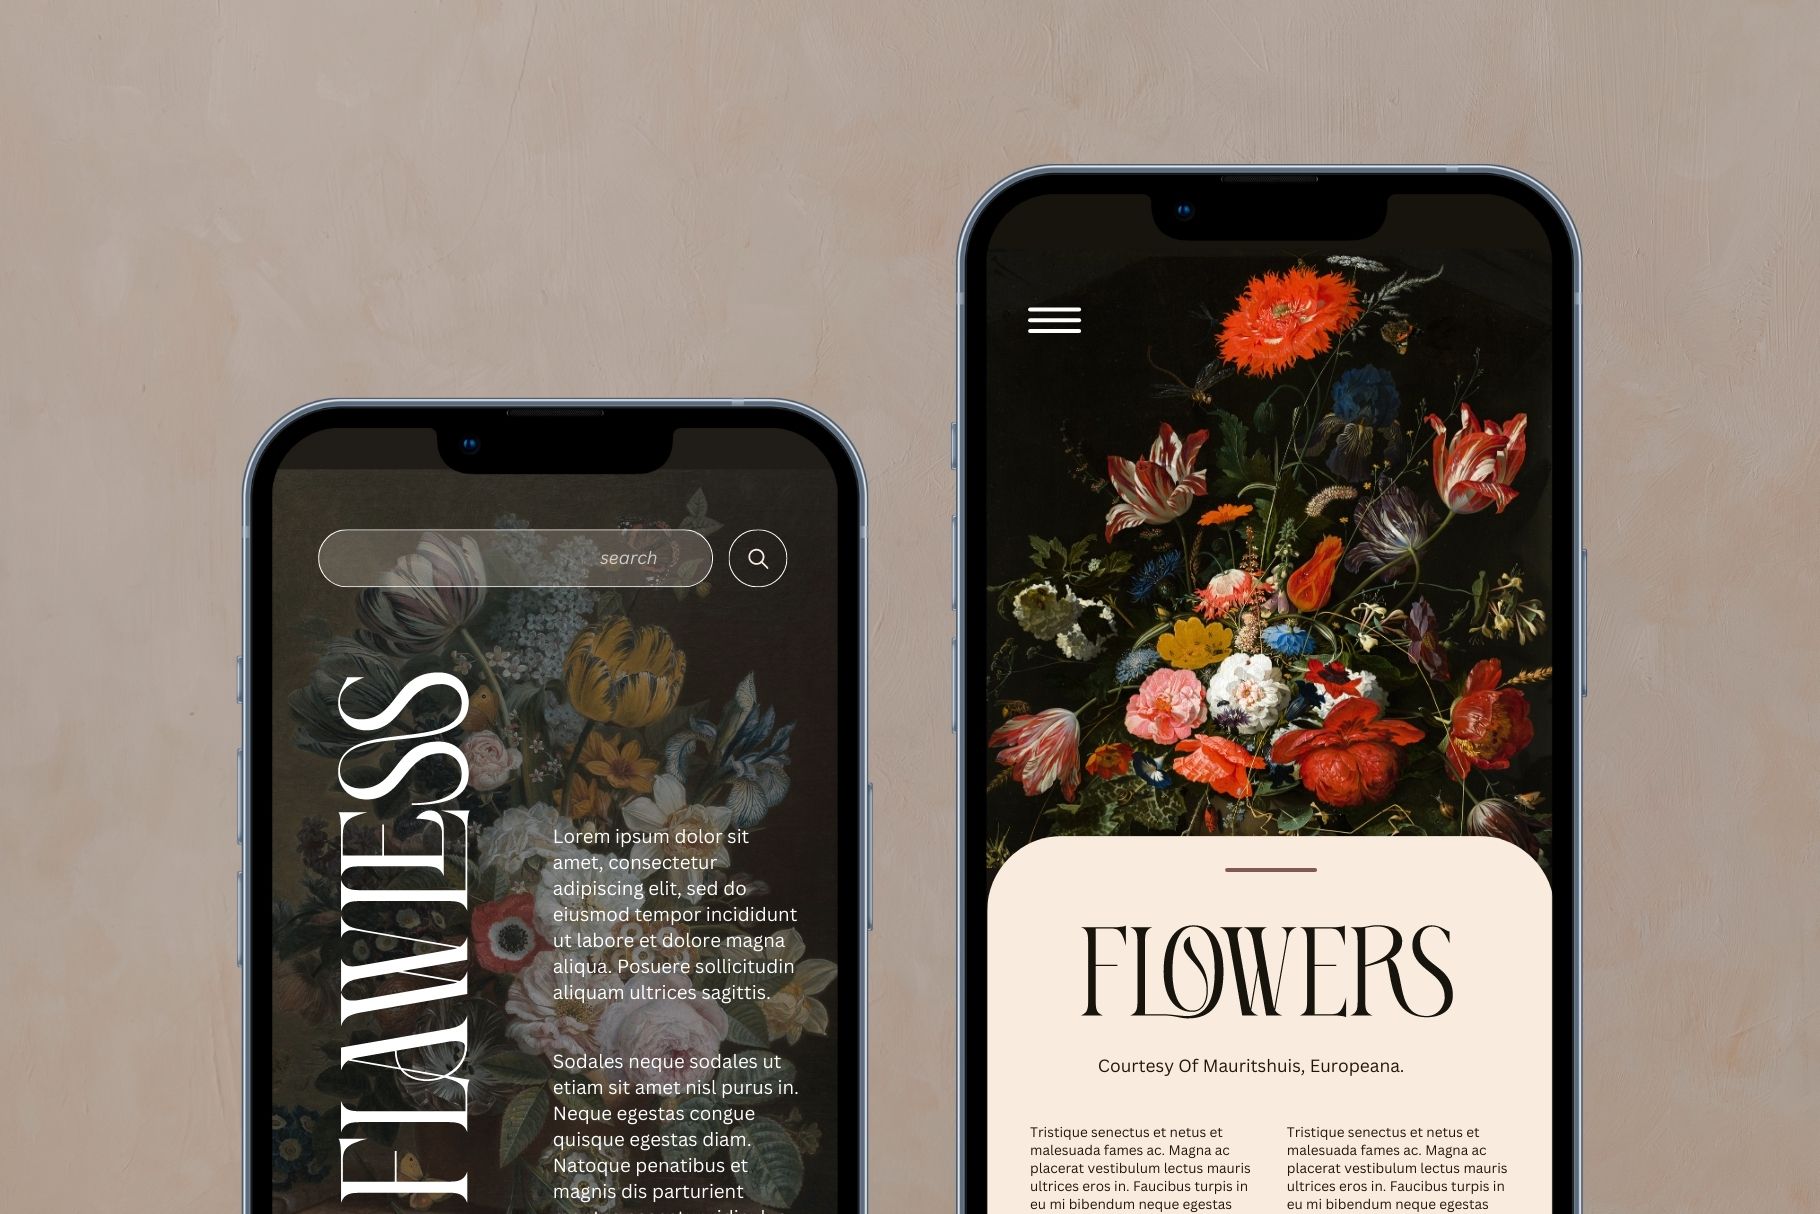 search
FLAWLESS
Lorem ipsum dolor sit
amet, consectetur
adipiscing elit, sed do
eiusmod tempor incididunt
ut labore et dolore magna
aliqua. Posuere sollicitudin
aliquam ultrices sagittis.
Sodales neque sodales ut
etiam sit amet nisl purus in.
Neque egestas congue
quisque egestas diam.
Natoque penatibus et
magnis dis parturient
FLOWERS
Courtesy Of Mauritshuis, Europeana.
Tristique senectus et netus et
malesuada fames ac. Magna ac
placerat vestibulum lectus mauris
ultrices eros in. Faucibus turpis in
eu mi bibendum neque egestas
Tristique senectus et netus et
malesuada fames ac. Magna ac
placerat vestibulum lectus mauris
ultrices eros in. Faucibus turpis in
eu mi bibendum neque egestas